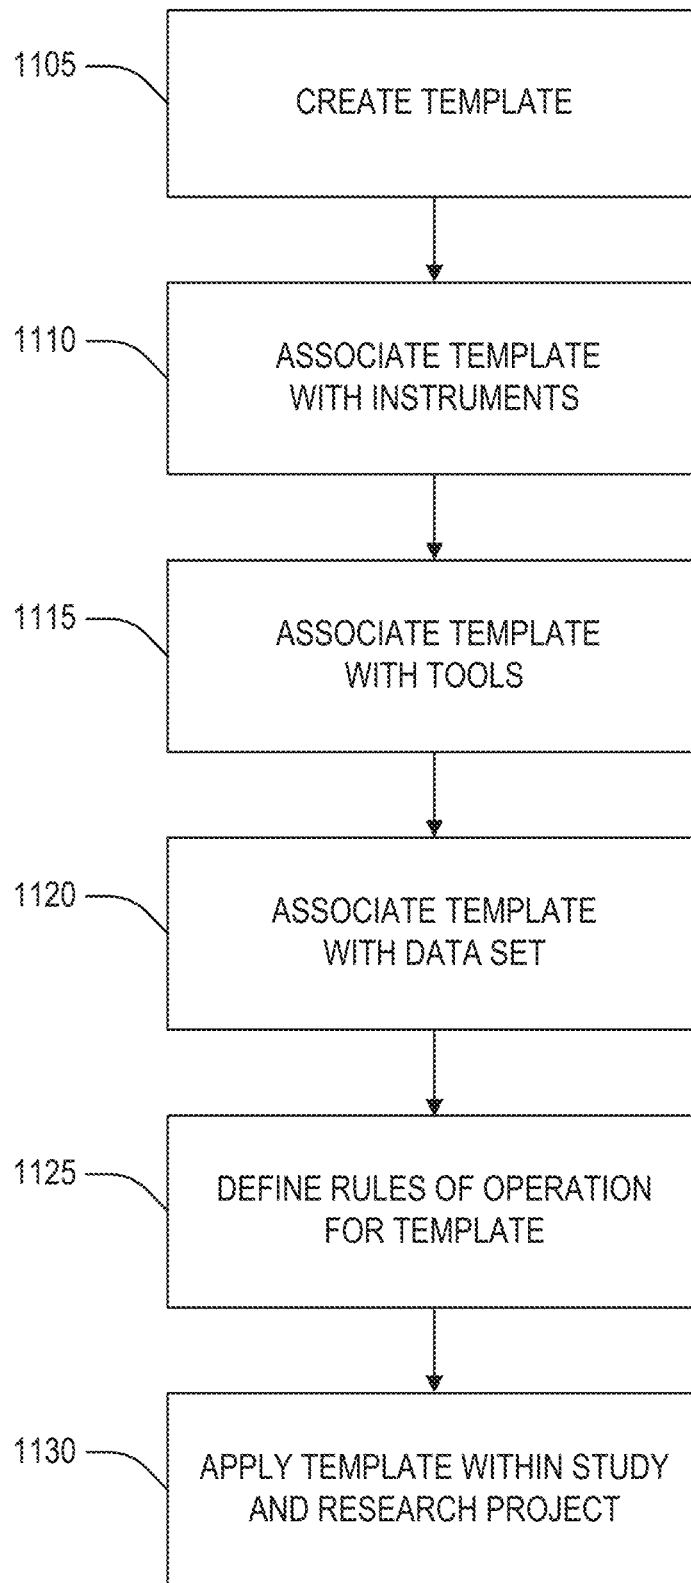 1105
CREATE TEMPLATE
1110
ASSOCIATE TEMPLATE
WITH INSTRUMENTS
1115
ASSOCIATE TEMPLATE
WITH TOOLS
1120
ASSOCIATE TEMPLATE
WITH DATA SET
1125
DEFINE RULES OF OPERATION
FOR TEMPLATE
1130
APPLY TEMPLATE WITHIN STUDY
AND RESEARCH PROJECT